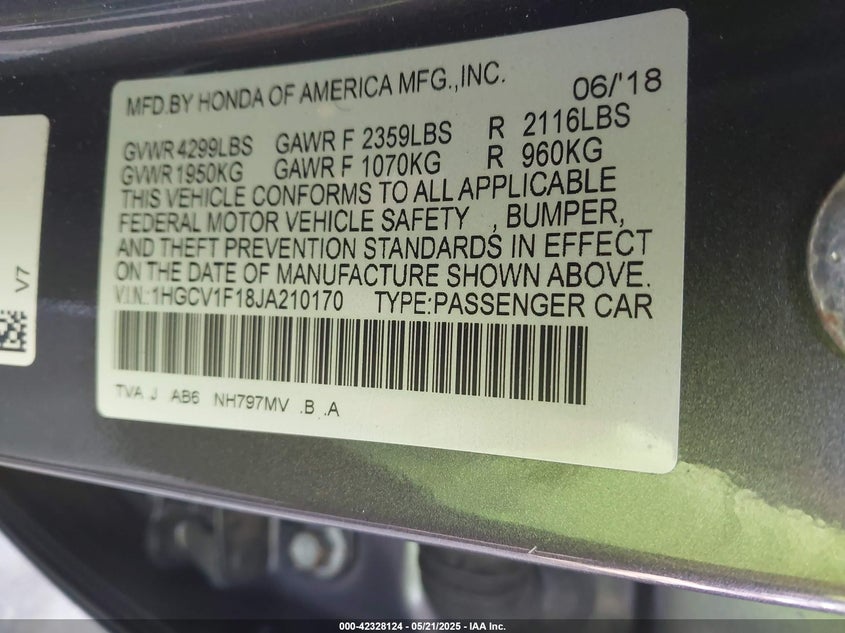 MFD.BY HONDA OF AMERICA MFG.,INC. 06/'18
GVWR 4299LBS GAWR F 2359LBS R 2116LBS
GVWR 1950KG GAWR F 1070KG R 960KG
THIS VEHICLE CONFORMS TO ALL APPLICABLE
FEDERAL MOTOR VEHICLE SAFETY , BUMPER,
AND THEFT PREVENTION STANDARDS IN EFFECT
ON THE DATE OF MANUFACTURE SHOWN ABOVE.
V.I.N.:1HGCV1F18JA210170 TYPE:PASSENGER CAR
TVA J AB6 NH797MV .B .A
V7
000-42328124 — 05/21/2025 — IAA Inc.